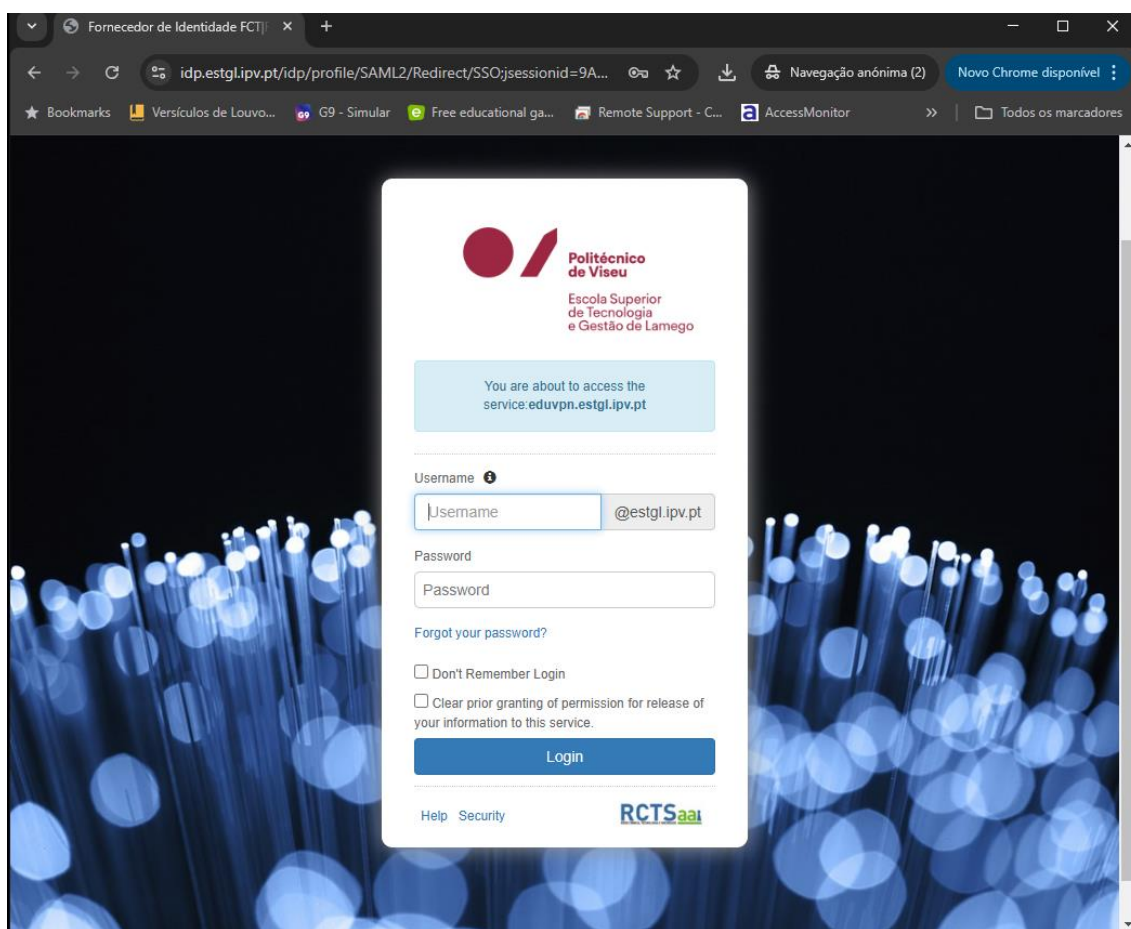 Fornecedor de Identidade FCT|F
idp.estgl.ipv.pt/idp/profile/SAML2/Redirect/SSO;jsessionid=9A...
Navegação anónima (2)
Novo Chrome disponível
Bookmarks
Versículos de Louvo...
G9 - Simular
Free educational ga...
Remote Support - C...
AccessMonitor
Todos os marcadores
Politécnico
de Viseu
Escola Superior
de Tecnologia
e Gestão de Lamego
You are about to access the
service:eduvpn.estgl.ipv.pt
Username
Username
@estgl.ipv.pt
Password
Password
Forgot your password?
Don't Remember Login
Clear prior granting of permission for release of
your information to this service.
Login
Help Security
RCTSaai